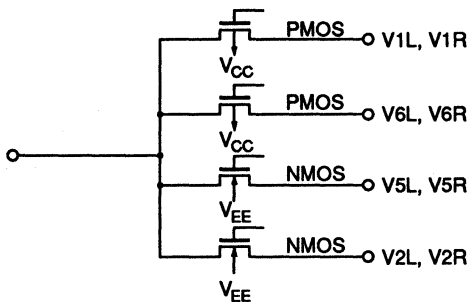 PMOS V1L, V1R
VCC
PMOS V6L, V6R
VCC
NMOS V5L, V5R
VEE
NMOS V2L, V2R
VEE